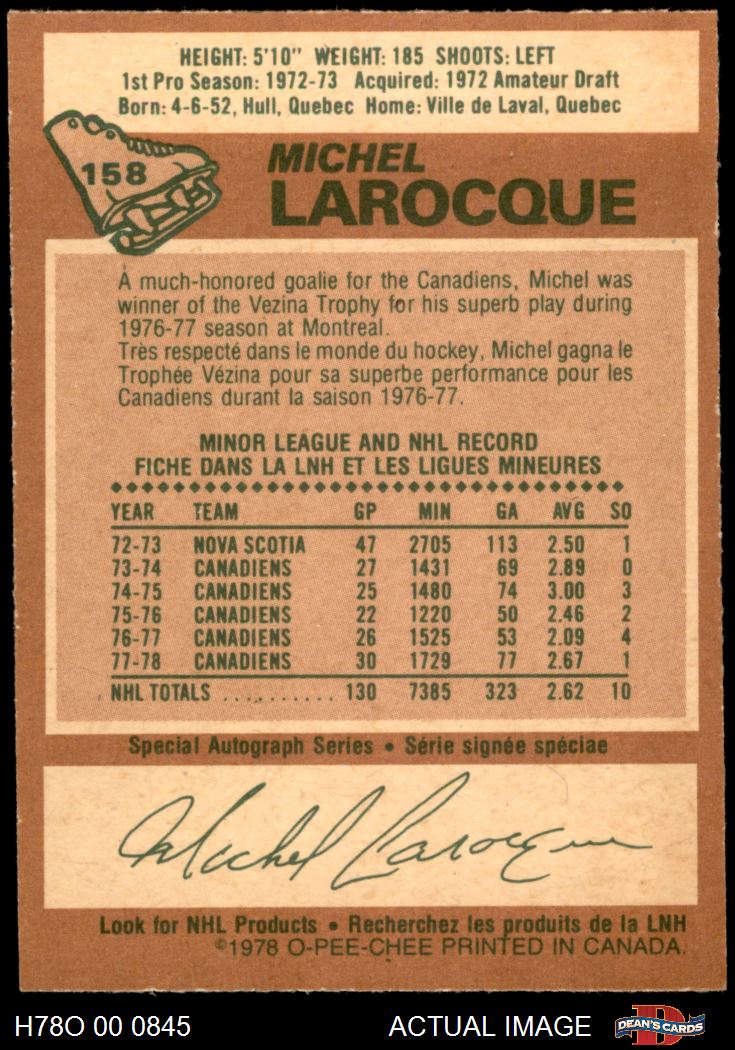 HEIGHT: 5'10" WEIGHT: 185 SHOOTS: LEFT
1st Pro Season: 1972-73 Acquired: 1972 Amateur Draft
Born: 4-6-52, Hull, Quebec Home: Ville de Laval, Quebec
158
MICHEL
LAROCQUE
A much-honored goalie for the Canadiens, Michel was
winner of the Vezina Trophy for his superb play during
1976-77 season at Montreal.
Très respecté dans le monde du hockey, Michel gagna le
Trophée Vézina pour sa superbe performance pour les
Canadiens durant la saison 1976-77.
MINOR LEAGUE AND NHL RECORD
FICHE DANS LA LNH ET LES LIGUES MINEURES
YEAR TEAM GP MIN GA AVG SO
72-73 NOVA SCOTIA 47 2705 113 2.50 1
73-74 CANADIENS 27 1431 69 2.89 0
74-75 CANADIENS 25 1480 74 3.00 3
75-76 CANADIENS 22 1220 50 2.46 2
76-77 CANADIENS 26 1525 53 2.09 4
77-78 CANADIENS 30 1729 77 2.67 1
NHL TOTALS .......... 130 7385 323 2.62 10
Special Autograph Series • Série signée spéciae
Michel Larocque
Look for NHL Products • Recherchez les produits de la LNH
©1978 O-PEE-CHEE PRINTED IN CANADA.
H78O 00 0845 ACTUAL IMAGE D DEAN'S CARDS